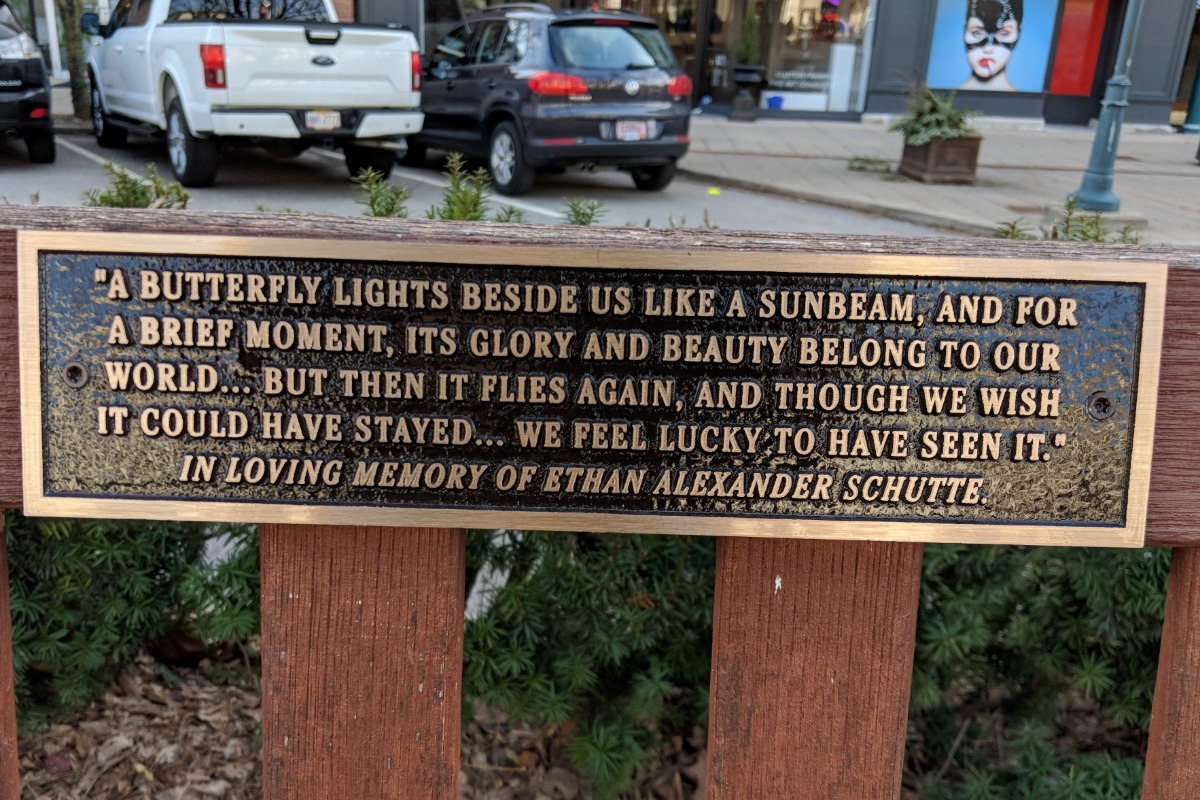 "A BUTTERFLY LIGHTS BESIDE US LIKE A SUNBEAM, AND FOR
A BRIEF MOMENT, ITS GLORY AND BEAUTY BELONG TO OUR
WORLD... BUT THEN IT FLIES AGAIN, AND THOUGH WE WISH
IT COULD HAVE STAYED... WE FEEL LUCKY TO HAVE SEEN IT."
IN LOVING MEMORY OF ETHAN ALEXANDER SCHUTTE.